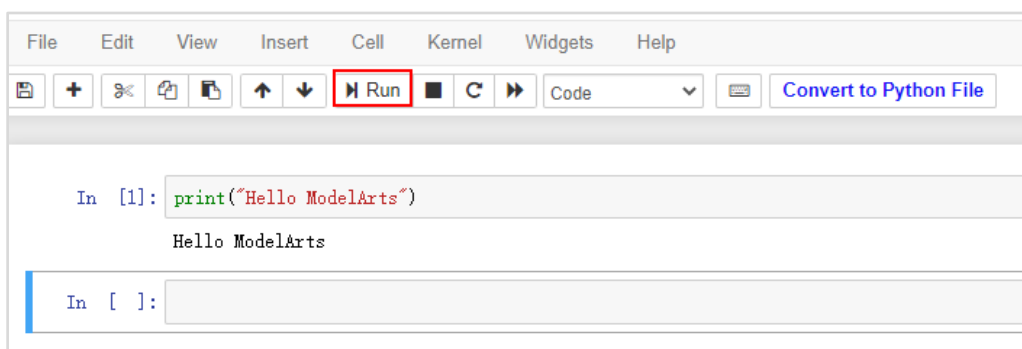 File Edit View Insert Cell Kernel Widgets Help
Run Code Convert to Python File
In [1]: print("Hello ModelArts")
Hello ModelArts
In [ ]: